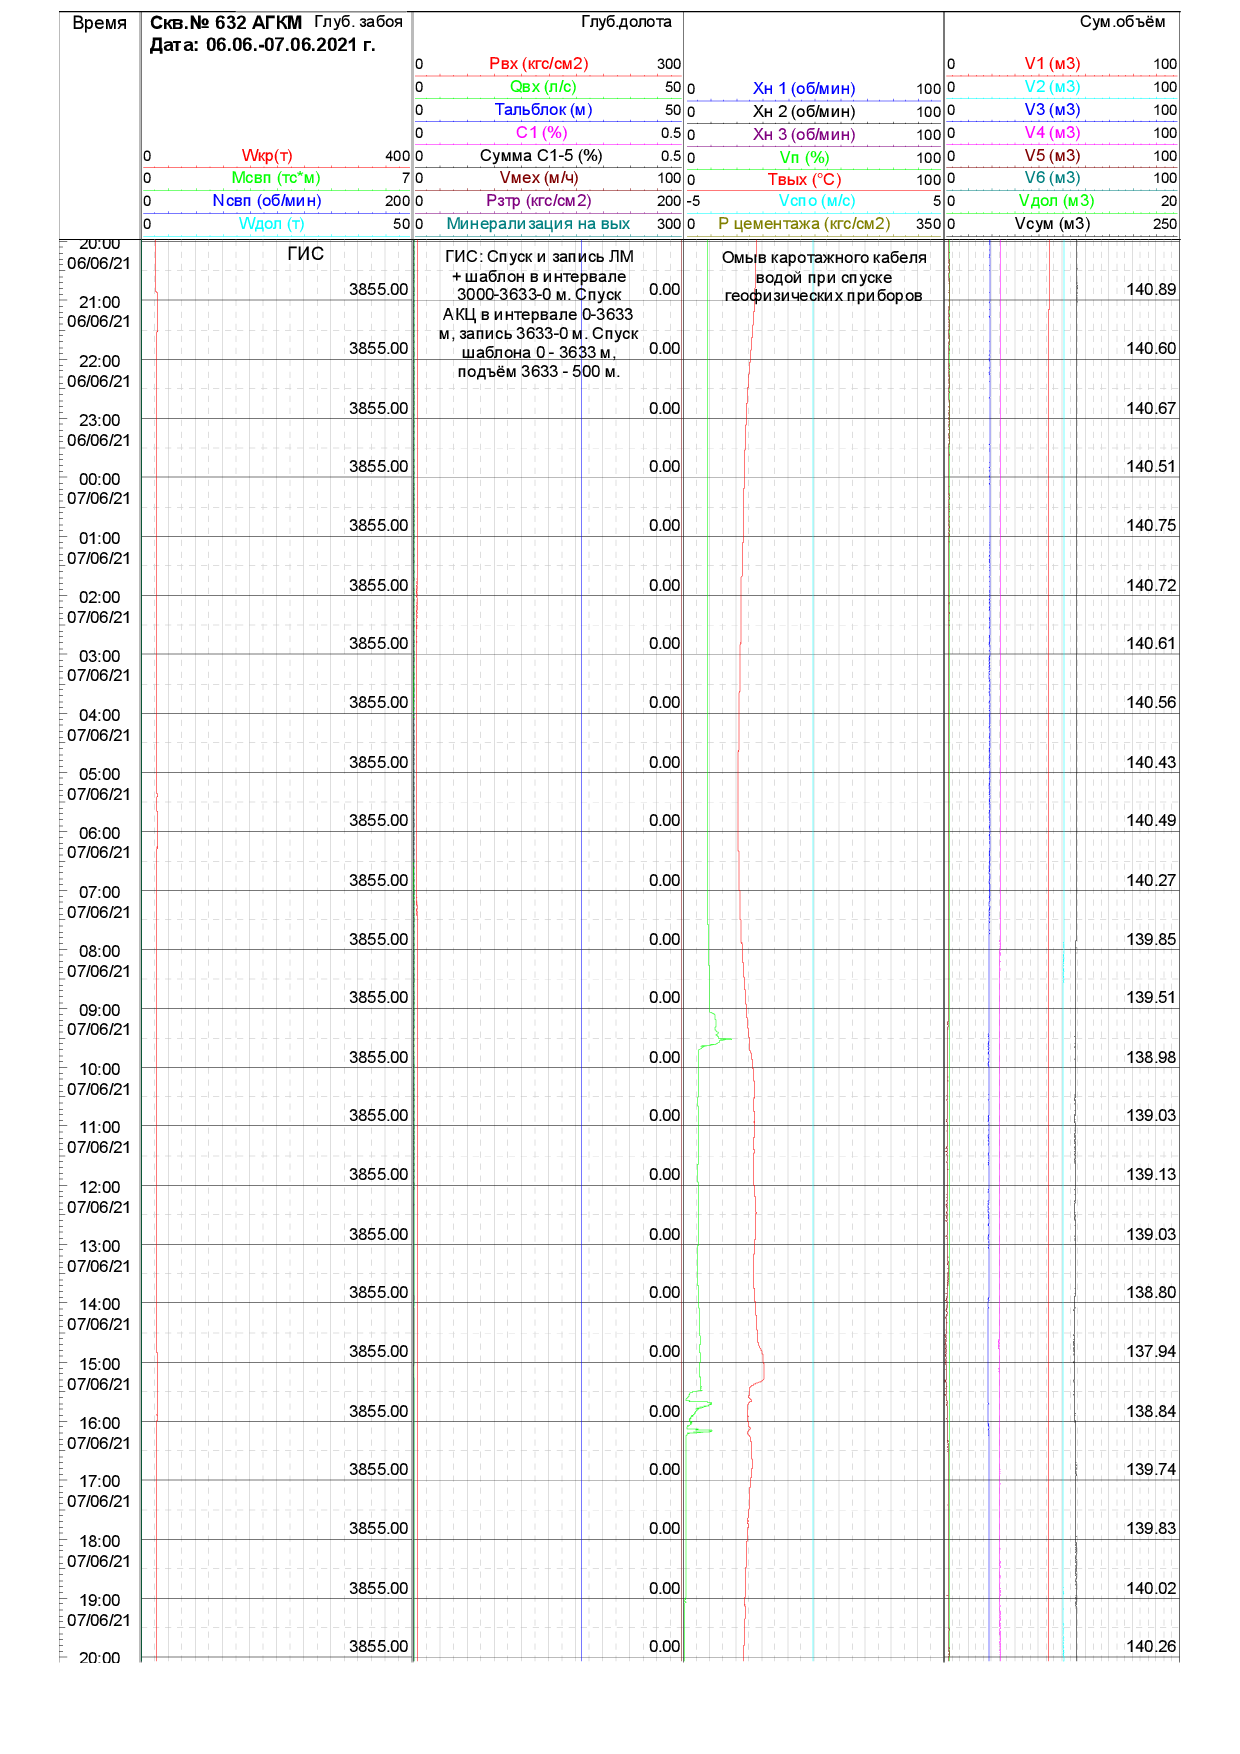 Время
Скв.№ 632 АГКМ Глуб. забоя
Дата: 06.06.-07.06.2021 г.
Глуб.долота
Сум.объём
0 Wкр(т) 400
0 Мсвп (тс*м) 7
0 Nсвп (об/мин) 200
0 Wдол (т) 50
0 Рвх (кгс/см2) 300
0 Qвх (л/с) 50
0 Тальблок (м) 50
0 С1 (%) 0.5
0 Сумма С1-5 (%) 0.5
0 Vмех (м/ч) 100
0 Рзтр (кгс/см2) 200
0 Минерализация на вых 300
0 Хн 1 (об/мин) 100
0 Хн 2 (об/мин) 100
0 Хн 3 (об/мин) 100
0 Vп (%) 100
0 Твых (°С) 100
-5 Vспо (м/с) 5
0 Р цементажа (кгс/см2) 350
0 V1 (м3) 100
0 V2 (м3) 100
0 V3 (м3) 100
0 V4 (м3) 100
0 V5 (м3) 100
0 V6 (м3) 100
0 Vдол (м3) 20
0 Vсум (м3) 250
ГИС
ГИС: Спуск и запись ЛМ
+ шаблон в интервале
3000-3633-0 м. Спуск
АКЦ в интервале 0-3633
м, запись 3633-0 м. Спуск
шаблона 0 - 3633 м,
подъём 3633 - 500 м.
Омыв каротажного кабеля
водой при спуске
геофизических приборов
20:00
06/06/21
3855.00 0.00 140.89
21:00
06/06/21
3855.00 0.00 140.60
22:00
06/06/21
3855.00 0.00 140.67
23:00
06/06/21
3855.00 0.00 140.51
00:00
07/06/21
3855.00 0.00 140.75
01:00
07/06/21
3855.00 0.00 140.72
02:00
07/06/21
3855.00 0.00 140.61
03:00
07/06/21
3855.00 0.00 140.56
04:00
07/06/21
3855.00 0.00 140.43
05:00
07/06/21
3855.00 0.00 140.49
06:00
07/06/21
3855.00 0.00 140.27
07:00
07/06/21
3855.00 0.00 139.85
08:00
07/06/21
3855.00 0.00 139.51
09:00
07/06/21
3855.00 0.00 138.98
10:00
07/06/21
3855.00 0.00 139.03
11:00
07/06/21
3855.00 0.00 139.13
12:00
07/06/21
3855.00 0.00 139.03
13:00
07/06/21
3855.00 0.00 138.80
14:00
07/06/21
3855.00 0.00 137.94
15:00
07/06/21
3855.00 0.00 138.84
16:00
07/06/21
3855.00 0.00 139.74
17:00
07/06/21
3855.00 0.00 139.83
18:00
07/06/21
3855.00 0.00 140.02
19:00
07/06/21
3855.00 0.00 140.26
20:00